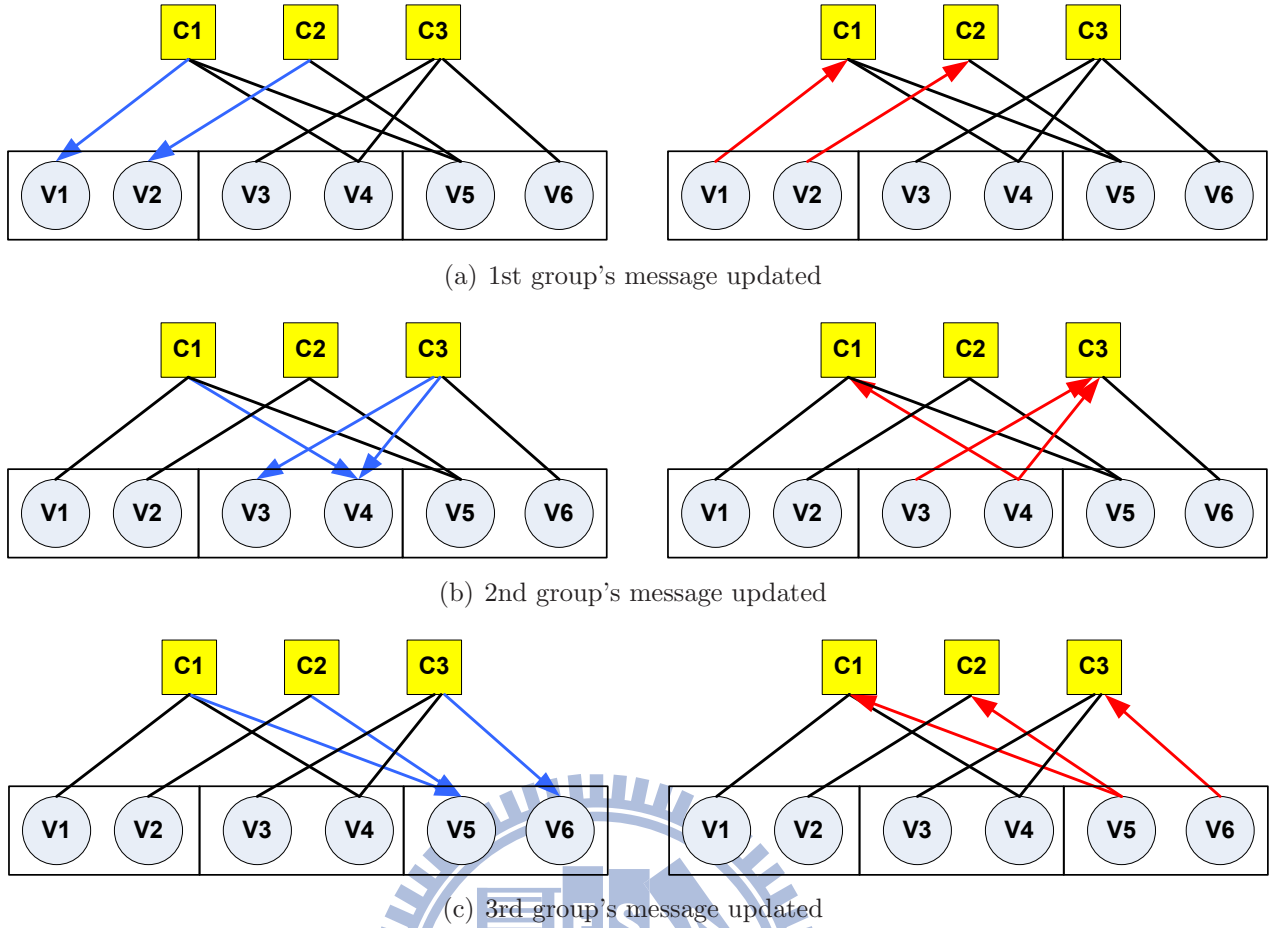 C1 C2 C3 C1 C2 C3
V1 V2 V3 V4 V5 V6 V1 V2 V3 V4 V5 V6
(a) 1st group's message updated
C1 C2 C3 C1 C2 C3
V1 V2 V3 V4 V5 V6 V1 V2 V3 V4 V5 V6
(b) 2nd group's message updated
C1 C2 C3 C1 C2 C3
V1 V2 V3 V4 V5 V6 V1 V2 V3 V4 V5 V6
(c) 3rd group's message updated